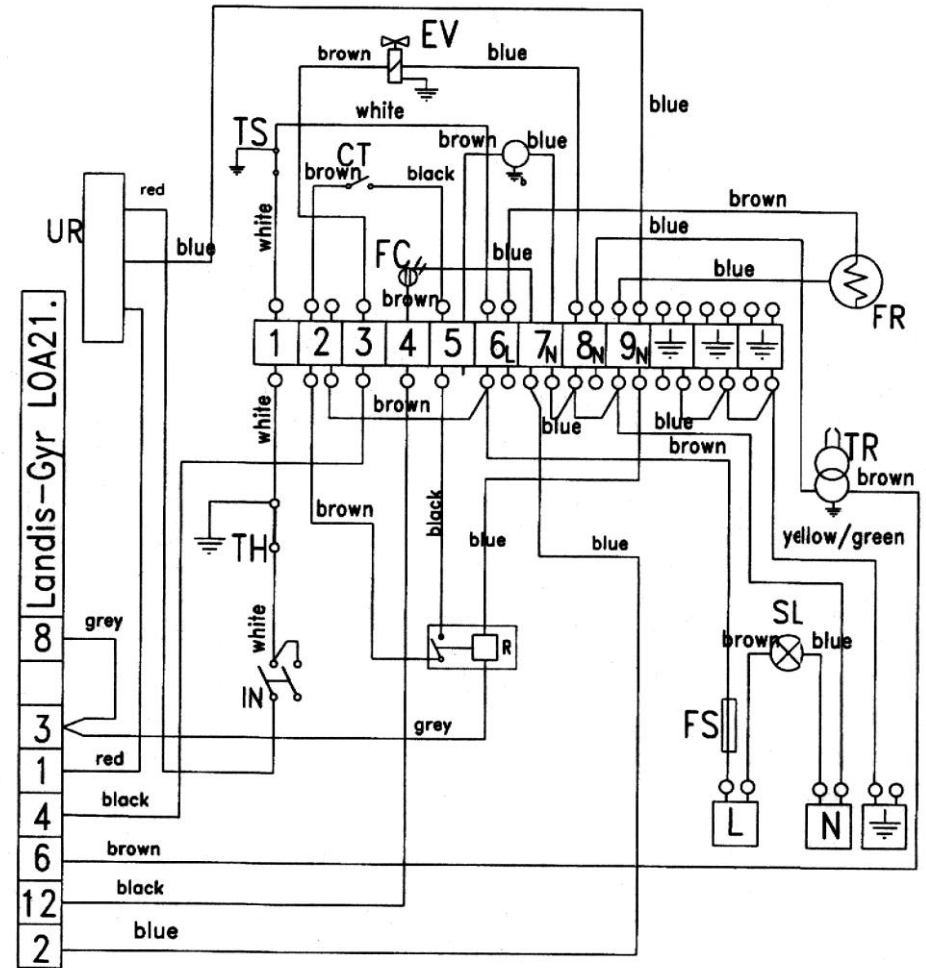 EV
brown
blue
white
blue
TS
brown
blue
CT
brown
black
red
brown
UR
white
blue
blue
FC
blue
brown
FR
1
2
3
4
5
6L
7N
8N
9N
Landis-Gyr LOA21.
brown
blue
blue
white
brown
TR
brown
brown
black
blue
blue
yellow/green
TH
8
grey
white
R
SL
brown
blue
IN
3
grey
FS
1
red
4
black
L
N
6
brown
12
black
2
blue